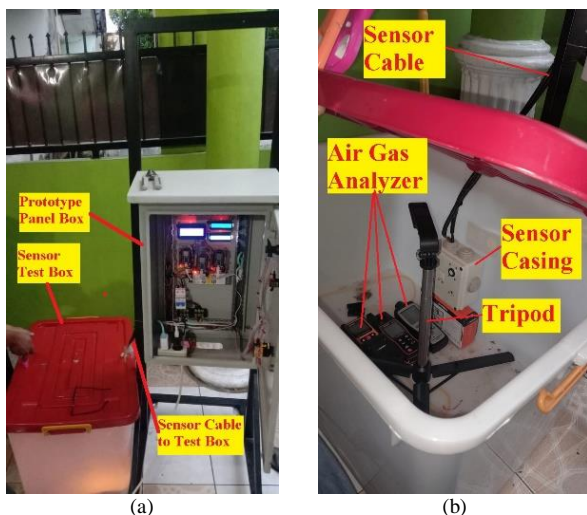 Prototype
Panel Box
Sensor
Test Box
Sensor Cable
to Test Box
(a)
Sensor
Cable
Air Gas
Analyzer
Sensor
Casing
Tripod
(b)